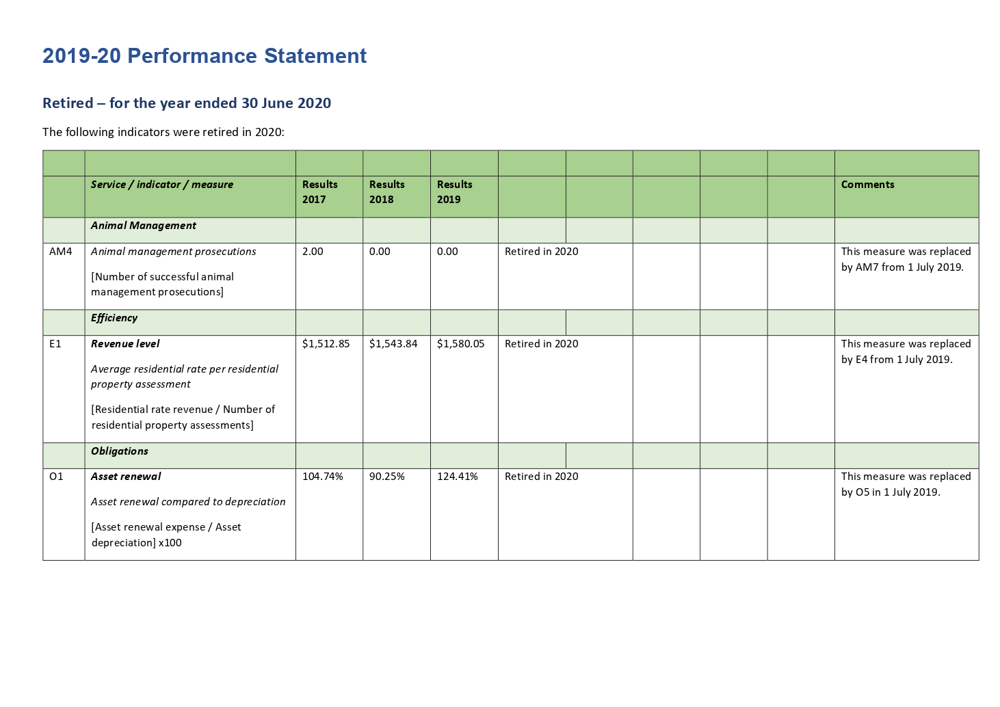 2019-20 Performance Statement
Retired – for the year ended 30 June 2020
The following indicators were retired in 2020:
Service / indicator / measure
Results 2017
Results 2018
Results 2019
Comments
Animal Management
AM4
Animal management prosecutions
[Number of successful animal
management prosecutions]
2.00
0.00
0.00
Retired in 2020
This measure was replaced
by AM7 from 1 July 2019.
Efficiency
E1
Revenue level
Average residential rate per residential
property assessment
[Residential rate revenue / Number of
residential property assessments]
$1,512.85
$1,543.84
$1,580.05
Retired in 2020
This measure was replaced
by E4 from 1 July 2019.
Obligations
O1
Asset renewal
Asset renewal compared to depreciation
[Asset renewal expense / Asset
depreciation] x100
104.74%
90.25%
124.41%
Retired in 2020
This measure was replaced
by O5 in 1 July 2019.